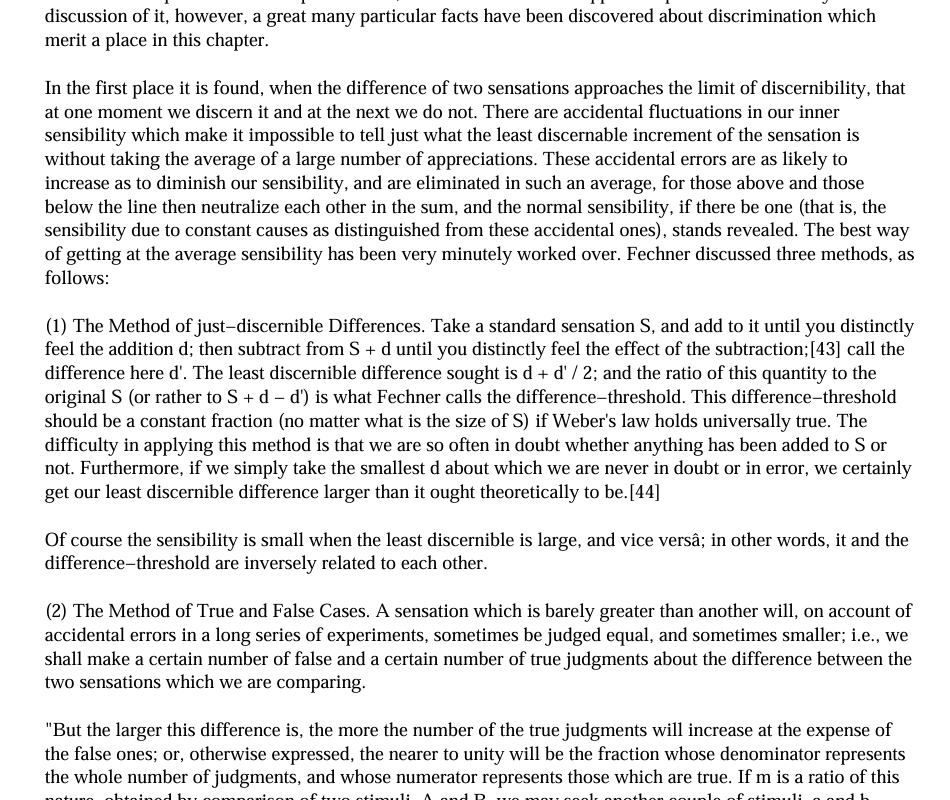 discussion of it, however, a great many particular facts have been discovered about discrimination which
merit a place in this chapter.
In the first place it is found, when the difference of two sensations approaches the limit of discernibility, that
at one moment we discern it and at the next we do not. There are accidental fluctuations in our inner
sensibility which make it impossible to tell just what the least discernable increment of the sensation is
without taking the average of a large number of appreciations. These accidental errors are as likely to
increase as to diminish our sensibility, and are eliminated in such an average, for those above and those
below the line then neutralize each other in the sum, and the normal sensibility, if there be one (that is, the
sensibility due to constant causes as distinguished from these accidental ones), stands revealed. The best way
of getting at the average sensibility has been very minutely worked over. Fechner discussed three methods, as
follows:
(1) The Method of just−discernible Differences. Take a standard sensation S, and add to it until you distinctly
feel the addition d; then subtract from S + d until you distinctly feel the effect of the subtraction;[43] call the
difference here d'. The least discernible difference sought is d + d' / 2; and the ratio of this quantity to the
original S (or rather to S + d − d') is what Fechner calls the difference−threshold. This difference−threshold
should be a constant fraction (no matter what is the size of S) if Weber's law holds universally true. The
difficulty in applying this method is that we are so often in doubt whether anything has been added to S or
not. Furthermore, if we simply take the smallest d about which we are never in doubt or in error, we certainly
get our least discernible difference larger than it ought theoretically to be.[44]
Of course the sensibility is small when the least discernible is large, and vice versâ; in other words, it and the
difference−threshold are inversely related to each other.
(2) The Method of True and False Cases. A sensation which is barely greater than another will, on account of
accidental errors in a long series of experiments, sometimes be judged equal, and sometimes smaller; i.e., we
shall make a certain number of false and a certain number of true judgments about the difference between the
two sensations which we are comparing.
"But the larger this difference is, the more the number of the true judgments will increase at the expense of
the false ones; or, otherwise expressed, the nearer to unity will be the fraction whose denominator represents
the whole number of judgments, and whose numerator represents those which are true. If m is a ratio of this
nature, obtained by comparison of two stimuli, A and B, we may seek another couple of stimuli, a and b,